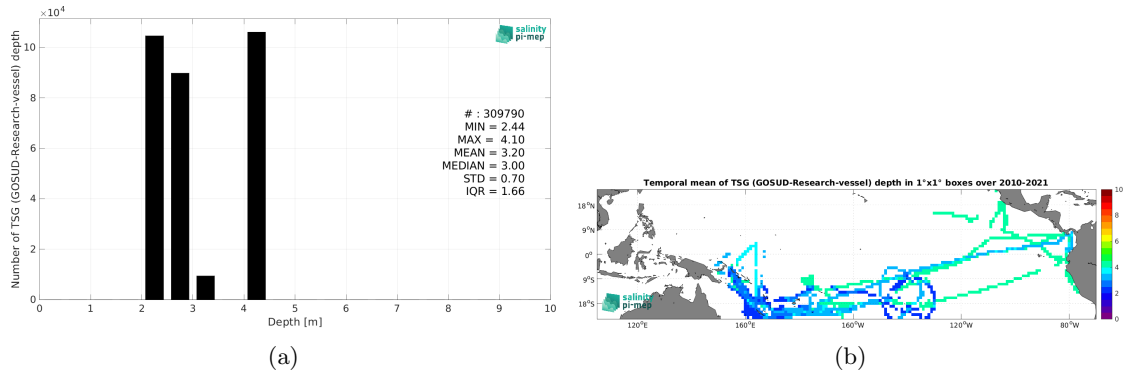 ×10⁴
10
8
6
4
2
0
Number of TSG (GOSUD-Research-vessel) depth
salinity
pi-mep
# : 309790
MIN = 2.44
MAX = 4.10
MEAN = 3.20
MEDIAN = 3.00
STD = 0.70
IQR = 1.66
0 1 2 3 4 5 6 7 8 9 10
Depth [m]
(a)
Temporal mean of TSG (GOSUD-Research-vessel) depth in 1°x1° boxes over 2010-2021
18°N
9°N
0°
9°S
18°S
salinity
pi-mep
120°E 160°E 160°W 120°W 80°W
10
8
6
4
2
0
(b)